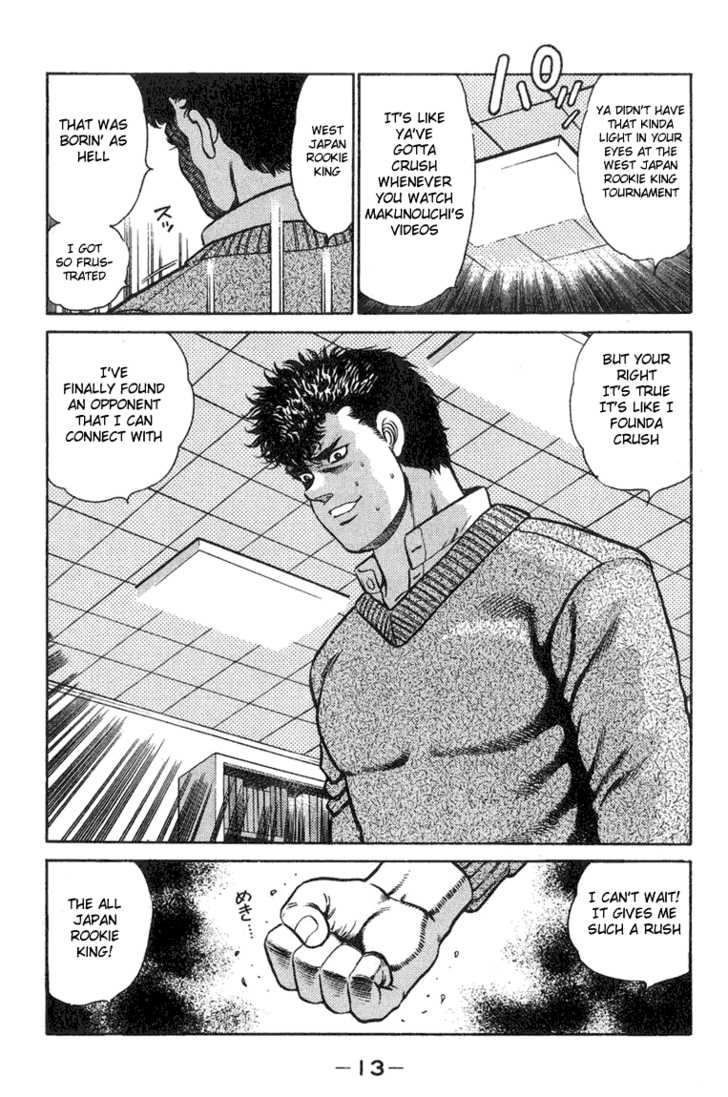 YA DIDN'T HAVE
THAT KINDA
LIGHT IN YOUR
EYES AT THE
WEST JAPAN
ROOKIE KING
TOURNAMENT
IT'S LIKE
YA'VE
GOTTA
CRUSH
WHENEVER
YOU WATCH
MAKUNOUCHI'S
VIDEOS
WEST
JAPAN
ROOKIE
KING
THAT WAS
BORIN' AS
HELL
I GOT
SO FRUS-
TRATED
スッ
BUT YOUR
RIGHT
IT'S TRUE
IT'S LIKE I
FOUNDA
CRUSH
I'VE
FINALLY FOUND
AN OPPONENT
THAT I CAN
CONNECT WITH
I CAN'T WAIT!
IT GIVES ME
SUCH A RUSH
めき……
THE ALL
JAPAN
ROOKIE
KING!
—13—